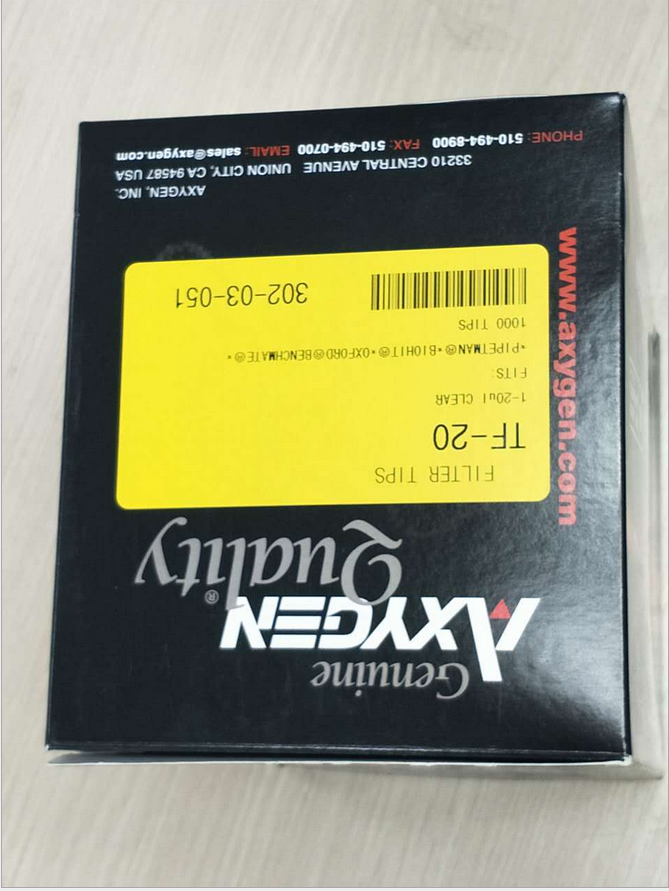 Genuine
AXYGEN®
Quality
FILTER TIPS
TF-20
1-20ul CLEAR
FITS:
*PIPETMAN®*BIOHIT®*OXFORD®BENCHMATE®*
1000 TIPS
302-03-051
www.axygen.com
AXYGEN, INC.
33210 CENTRAL AVENUE UNION CITY, CA 94587 USA
PHONE: 510-494-8900 FAX: 510-494-0700 EMAIL: sales@axygen.com